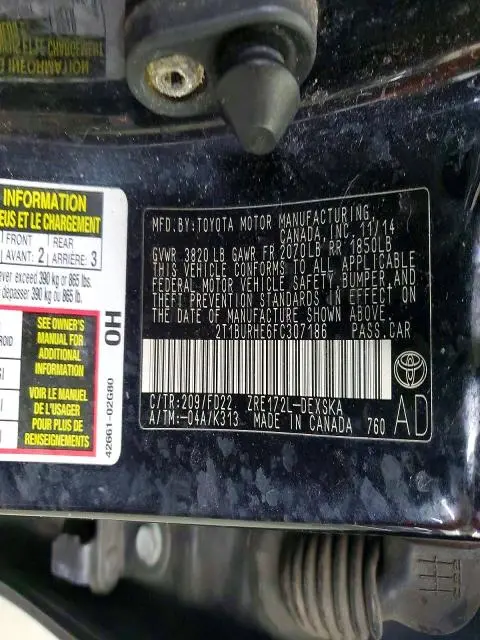 ET LE CHARGEMENT
INFORMATION
INFORMATION
EUS ET LE CHARGEMENT
FRONT
AVANT: 2
REAR
ARRIÈRE: 3
ever exceed 390 kg or 865 lbs.
dépasser 390 kg ou 865 lb.
SEE OWNER'S
MANUAL FOR
ADDITIONAL
INFORMATION
VOIR LE MANUEL
DE L'USAGER
POUR PLUS DE
RENSEIGNEMENTS
0H
42661-02G80
MFD.BY:TOYOTA MOTOR MANUFACTURING,
CANADA, INC. 11/14
GVWR 3820 LB GAWR FR 2020LB RR 1850LB
THIS VEHICLE CONFORMS TO ALL APPLICABLE
FEDERAL MOTOR VEHICLE SAFETY, BUMPER, AND
THEFT PREVENTION STANDARDS IN EFFECT ON
THE DATE OF MANUFACTURE SHOWN ABOVE.
2T1BURHE6FC307186 PASS.CAR
C/TR:209/FD22 ZRE172L-DEXSKA
A/TM:-04A/K313 MADE IN CANADA 760
AD